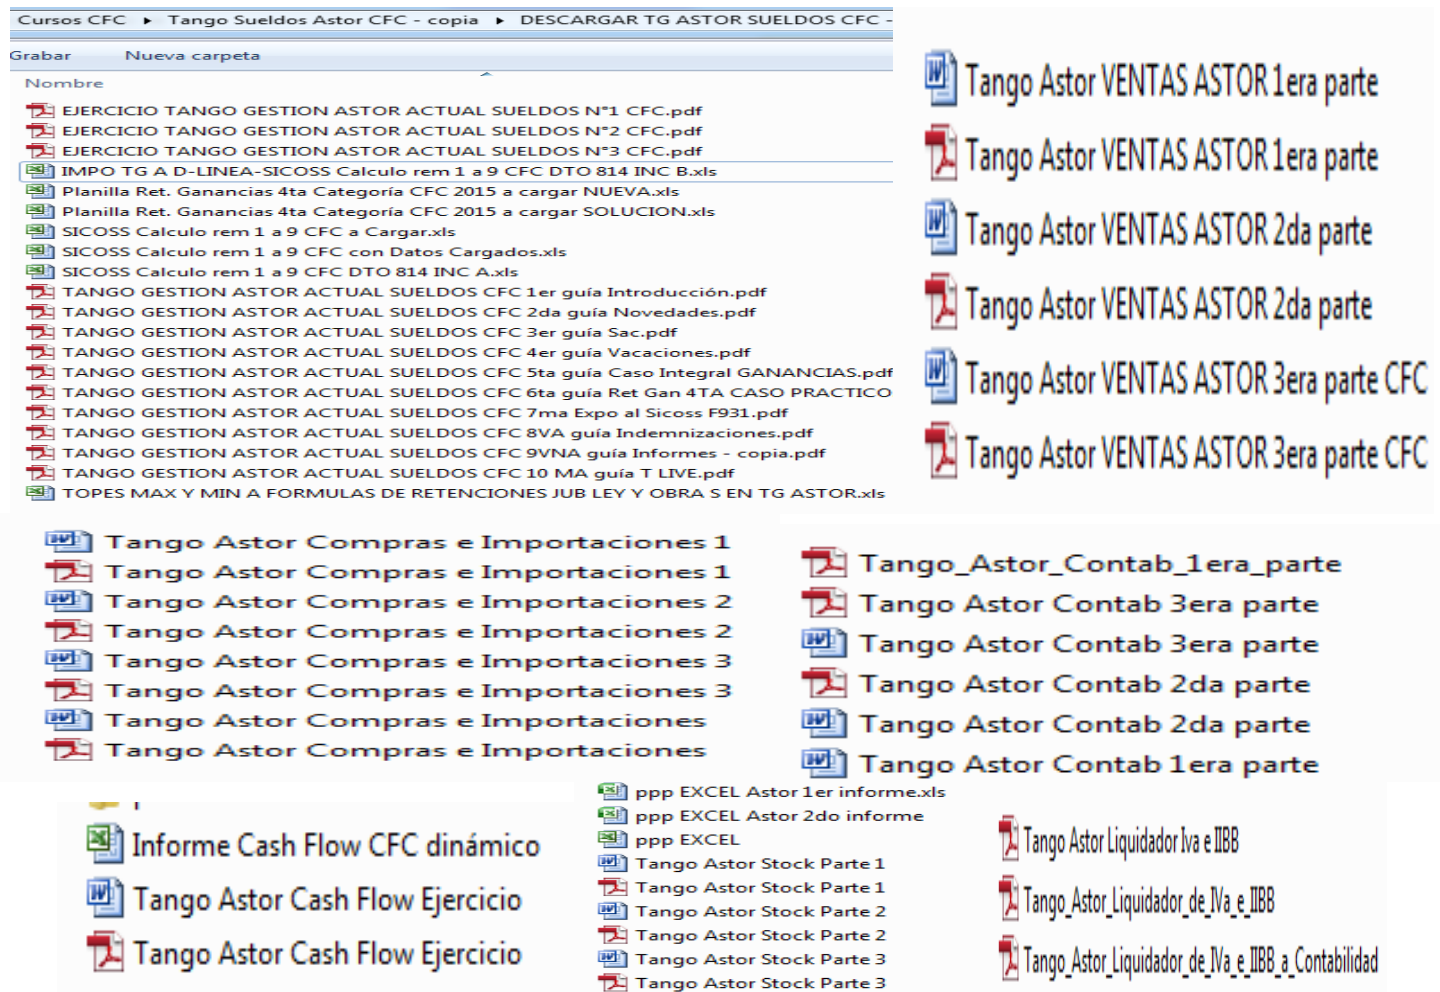 Cursos CFC ▸ Tango Sueldos Astor CFC - copia ▸ DESCARGAR TG ASTOR SUELDOS CFC -
Grabar Nueva carpeta
Nombre
EJERCICIO TANGO GESTION ASTOR ACTUAL SUELDOS N°1 CFC.pdf
EJERCICIO TANGO GESTION ASTOR ACTUAL SUELDOS N°2 CFC.pdf
EJERCICIO TANGO GESTION ASTOR ACTUAL SUELDOS N°3 CFC.pdf
IMPO TG A D-LINEA-SICOSS Calculo rem 1 a 9 CFC DTO 814 INC B.xls
Planilla Ret. Ganancias 4ta Categoría CFC 2015 a cargar NUEVA.xls
Planilla Ret. Ganancias 4ta Categoría CFC 2015 a cargar SOLUCION.xls
SICOSS Calculo rem 1 a 9 CFC a Cargar.xls
SICOSS Calculo rem 1 a 9 CFC con Datos Cargados.xls
SICOSS Calculo rem 1 a 9 CFC DTO 814 INC A.xls
TANGO GESTION ASTOR ACTUAL SUELDOS CFC 1er guía Introducción.pdf
TANGO GESTION ASTOR ACTUAL SUELDOS CFC 2da guía Novedades.pdf
TANGO GESTION ASTOR ACTUAL SUELDOS CFC 3er guía Sac.pdf
TANGO GESTION ASTOR ACTUAL SUELDOS CFC 4er guía Vacaciones.pdf
TANGO GESTION ASTOR ACTUAL SUELDOS CFC 5ta guía Caso Integral GANANCIAS.pdf
TANGO GESTION ASTOR ACTUAL SUELDOS CFC 6ta guía Ret Gan 4TA CASO PRACTICO
TANGO GESTION ASTOR ACTUAL SUELDOS CFC 7ma Expo al Sicoss F931.pdf
TANGO GESTION ASTOR ACTUAL SUELDOS CFC 8VA guía Indemnizaciones.pdf
TANGO GESTION ASTOR ACTUAL SUELDOS CFC 9VNA guía Informes - copia.pdf
TANGO GESTION ASTOR ACTUAL SUELDOS CFC 10 MA guía T LIVE.pdf
TOPES MAX Y MIN A FORMULAS DE RETENCIONES JUB LEY Y OBRA S EN TG ASTOR.xls
Tango Astor VENTAS ASTOR 1era parte
Tango Astor VENTAS ASTOR 1era parte
Tango Astor VENTAS ASTOR 2da parte
Tango Astor VENTAS ASTOR 2da parte
Tango Astor VENTAS ASTOR 3era parte CFC
Tango Astor VENTAS ASTOR 3era parte CFC
Tango Astor Compras e Importaciones 1
Tango Astor Compras e Importaciones 1
Tango Astor Compras e Importaciones 2
Tango Astor Compras e Importaciones 2
Tango Astor Compras e Importaciones 3
Tango Astor Compras e Importaciones 3
Tango Astor Compras e Importaciones
Tango Astor Compras e Importaciones
Tango_Astor_Contab_1era_parte
Tango Astor Contab 3era parte
Tango Astor Contab 3era parte
Tango Astor Contab 2da parte
Tango Astor Contab 2da parte
Tango Astor Contab 1era parte
Informe Cash Flow CFC dinámico
Tango Astor Cash Flow Ejercicio
Tango Astor Cash Flow Ejercicio
ppp EXCEL Astor 1er informe.xls
ppp EXCEL Astor 2do informe
ppp EXCEL
Tango Astor Stock Parte 1
Tango Astor Stock Parte 1
Tango Astor Stock Parte 2
Tango Astor Stock Parte 2
Tango Astor Stock Parte 3
Tango Astor Stock Parte 3
Tango Astor Liquidador Iva e IIBB
Tango_Astor_Liquidador_de_IVa_e_IIBB
Tango_Astor_Liquidador_de_IVa_e_IIBB_a_Contabilidad